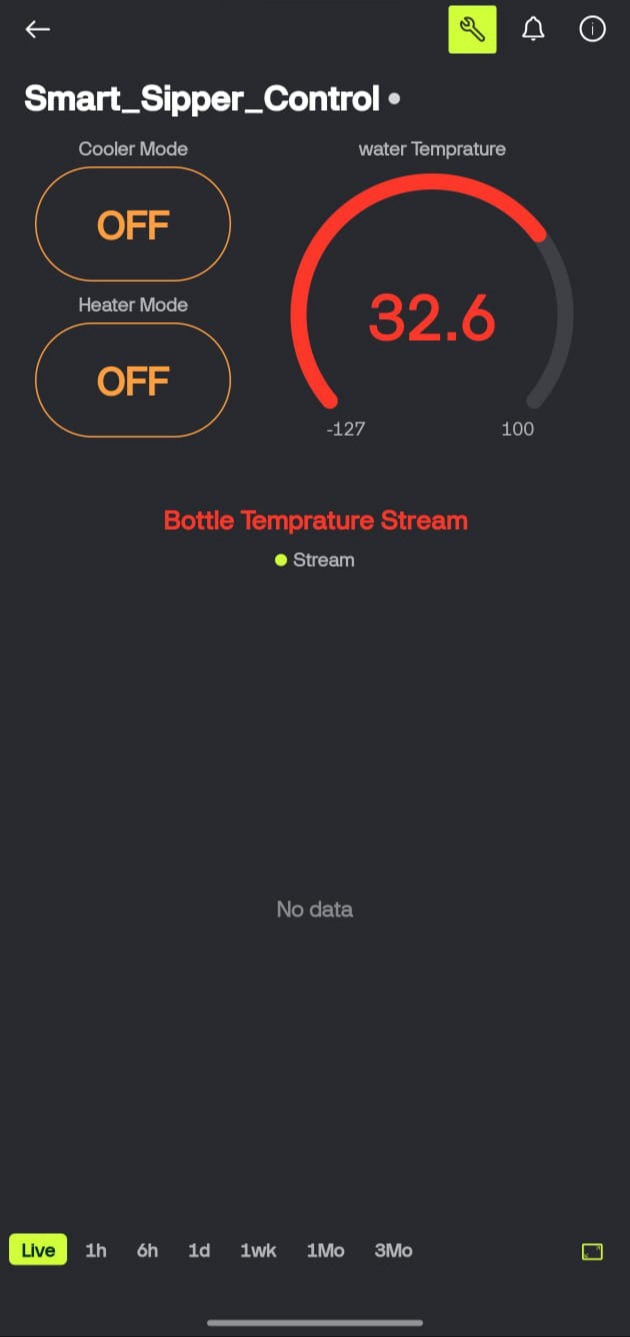 Smart_Sipper_Control
Cooler Mode
OFF
Heater Mode
OFF
water Temprature
32.6
-127 100
Bottle Temprature Stream
Stream
No data
Live 1h 6h 1d 1wk 1Mo 3Mo